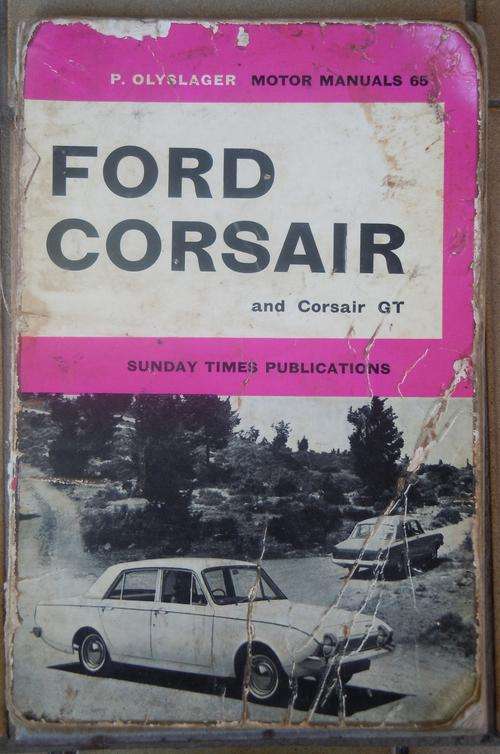 P. OLYSLAGER MOTOR MANUALS 65
FORD
CORSAIR
and Corsair GT
SUNDAY TIMES PUBLICATIONS